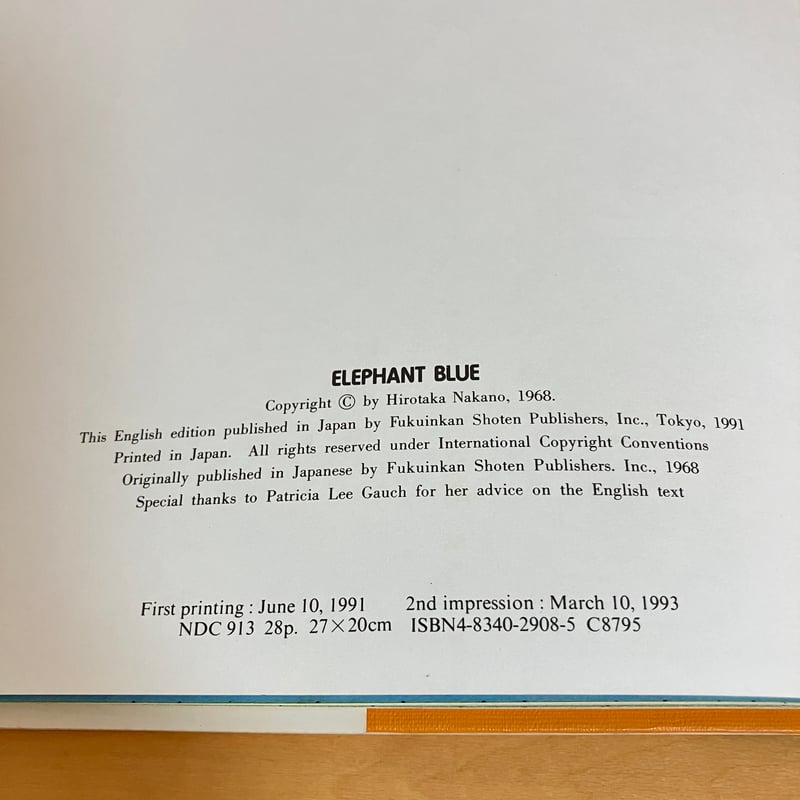 ELEPHANT BLUE
Copyright © by Hirotaka Nakano, 1968.
This English edition published in Japan by Fukuinkan Shoten Publishers, Inc., Tokyo, 1991
Printed in Japan. All rights reserved under International Copyright Conventions
Originally published in Japanese by Fukuinkan Shoten Publishers. Inc., 1968
Special thanks to Patricia Lee Gauch for her advice on the English text
First printing : June 10, 1991 2nd impression : March 10, 1993
NDC 913 28p. 27×20cm ISBN4-8340-2908-5 C8795